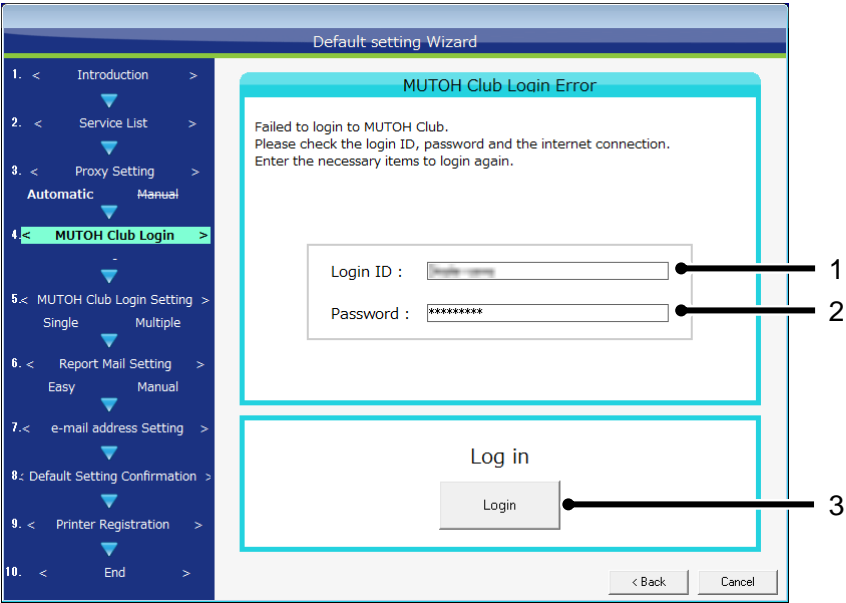 Default setting Wizard
1. < Introduction >
2. < Service List >
3. < Proxy Setting >
Automatic Manual
4. < MUTOH Club Login >
-
5. < MUTOH Club Login Setting >
Single Multiple
6. < Report Mail Setting >
Easy Manual
7. < e-mail address Setting >
8. < Default Setting Confirmation >
9. < Printer Registration >
10. < End >
MUTOH Club Login Error
Failed to login to MUTOH Club.
Please check the login ID, password and the internet connection.
Enter the necessary items to login again.
Login ID : 1
Password : ********* 2
Log in
Login 3
< Back Cancel